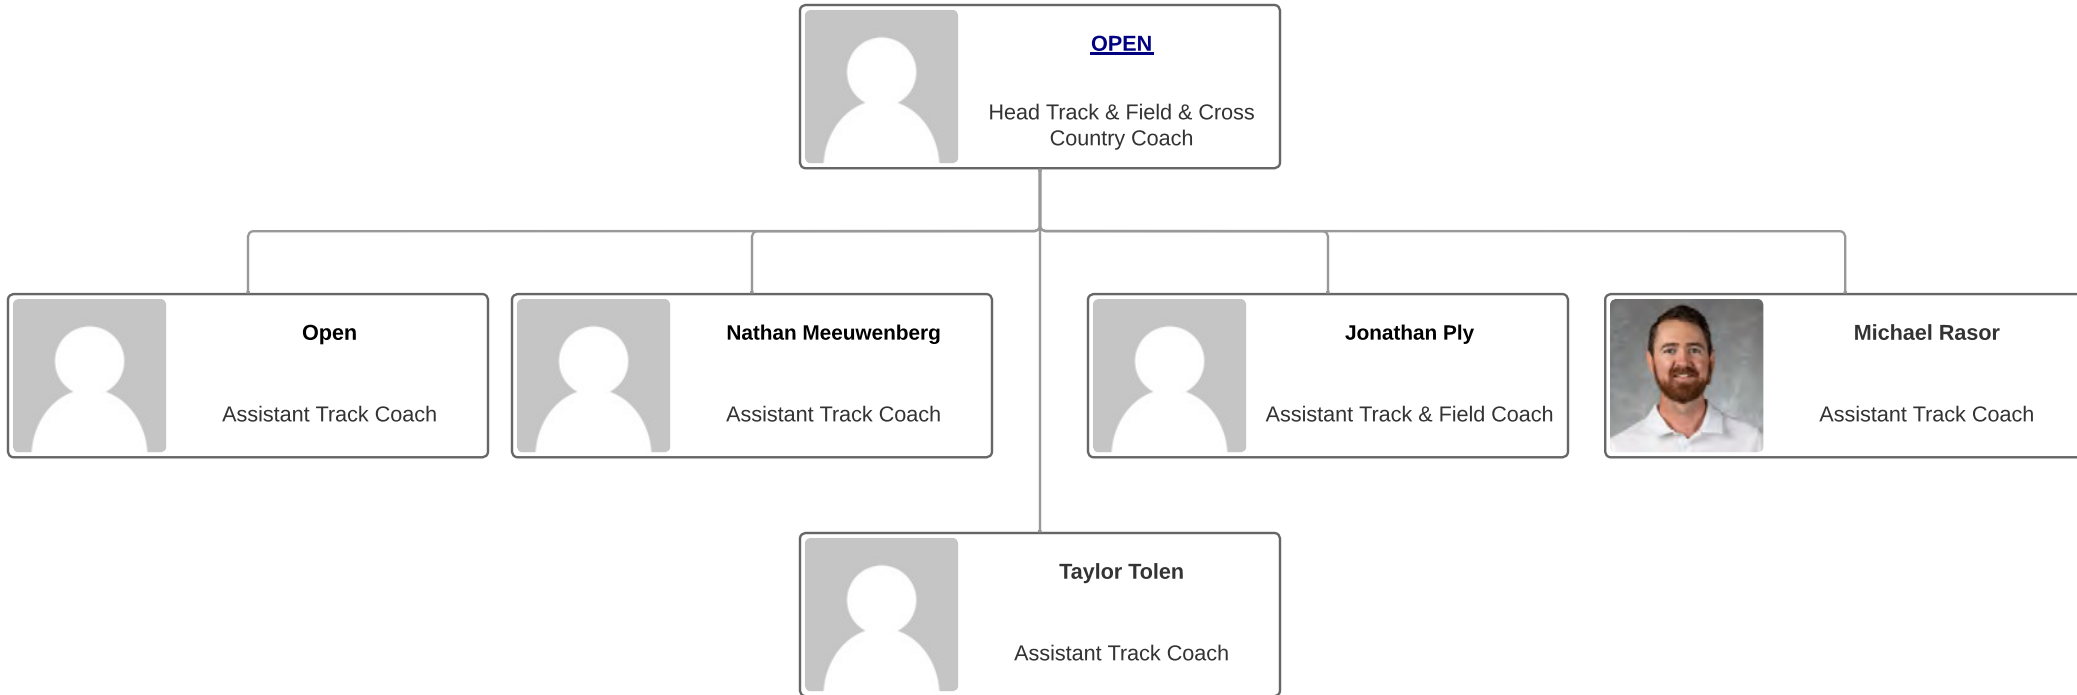 OPEN
Head Track & Field & Cross
Country Coach
Open
Assistant Track Coach
Nathan Meeuwenberg
Assistant Track Coach
Jonathan Ply
Assistant Track & Field Coach
Michael Rasor
Assistant Track Coach
Taylor Tolen
Assistant Track Coach